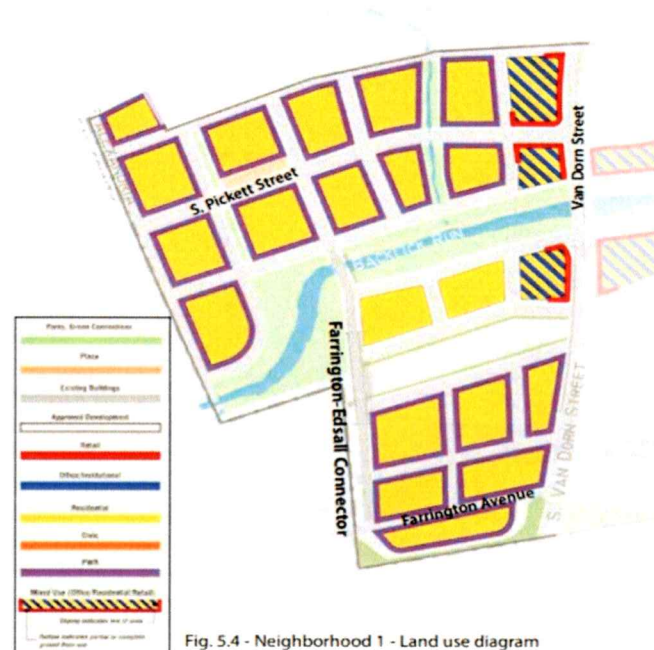 ALEXANDRIA
S. Pickett Street
Van Dorn Street
BACKLICK RUN
Farrington-Edsall Connector
S. VAN DORN STREET
Farrington Avenue
Parks, Green Connections
Plaza
Existing Buildings
Approved Development
Retail
Office/Institutional
Residential
Civic
PWR
Mixed Use (Office Residential Retail)
Fig. 5.4 - Neighborhood 1 - Land use diagram